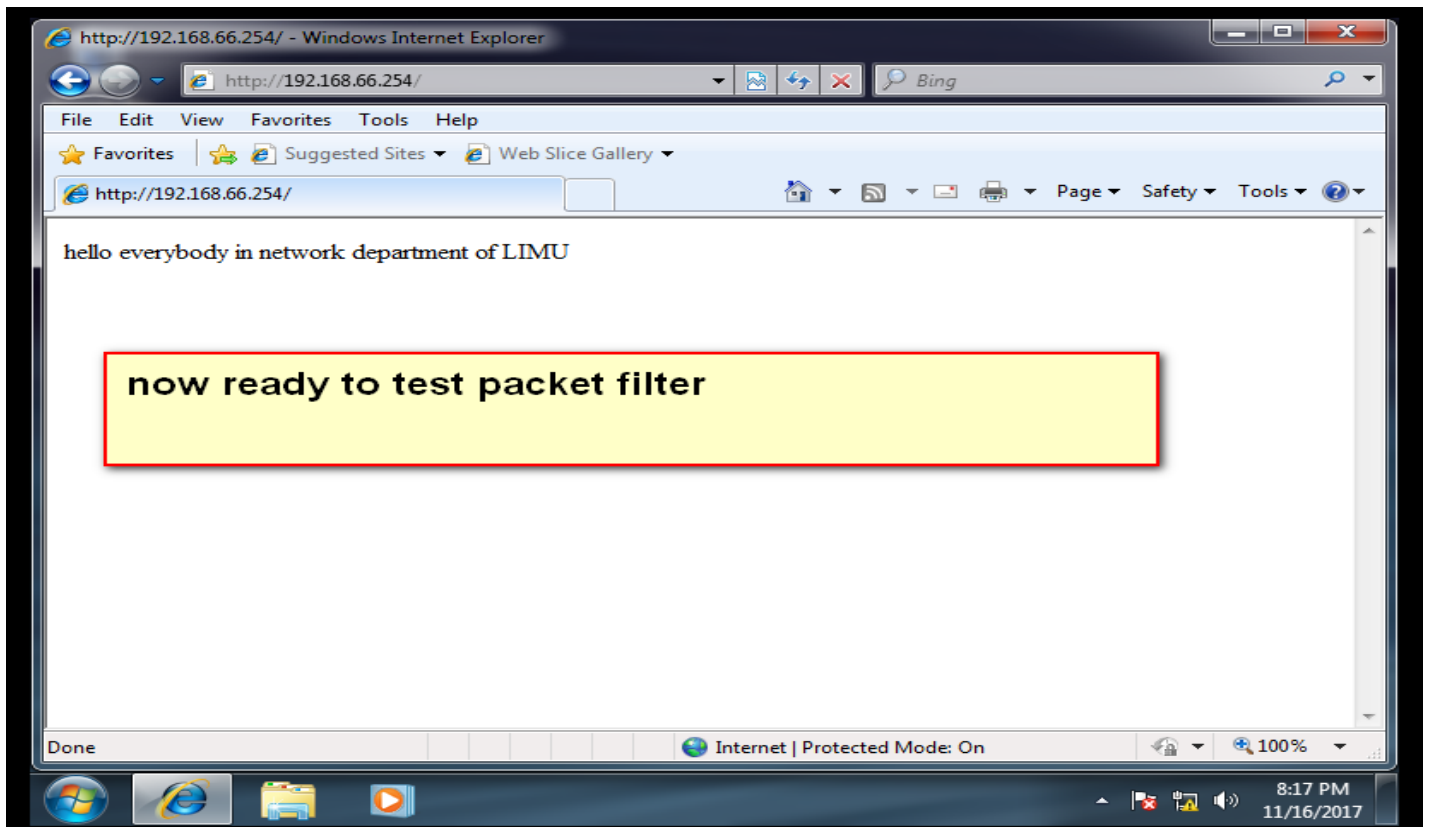 http://192.168.66.254/ - Windows Internet Explorer
http://192.168.66.254/
Bing
File Edit View Favorites Tools Help
Favorites Suggested Sites Web Slice Gallery
http://192.168.66.254/
Page Safety Tools
hello everybody in network department of LIMU
now ready to test packet filter
Done
Internet | Protected Mode: On
100%
8:17 PM
11/16/2017